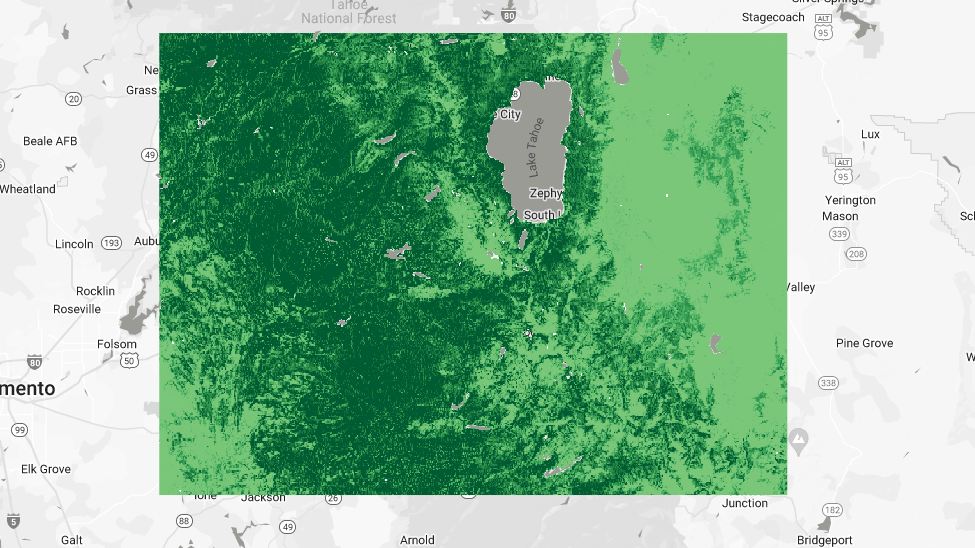 Silver Springs
Tahoe
National Forest
80
Stagecoach
ALT
95
Ne
Grass
20
8
City
Beale AFB
49
Lux
ALT
95
Lake Tahoe
Wheatland
Zephy
Yerington
Mason
South L
Lincoln
193
Aubu
339
208
Rocklin
Valley
Roseville
Folsom
50
Pine Grove
80
mento
338
99
Elk Grove
Ione
Jackson
26
Junction
5
88
49
182
Galt
Arnold
Bridgeport